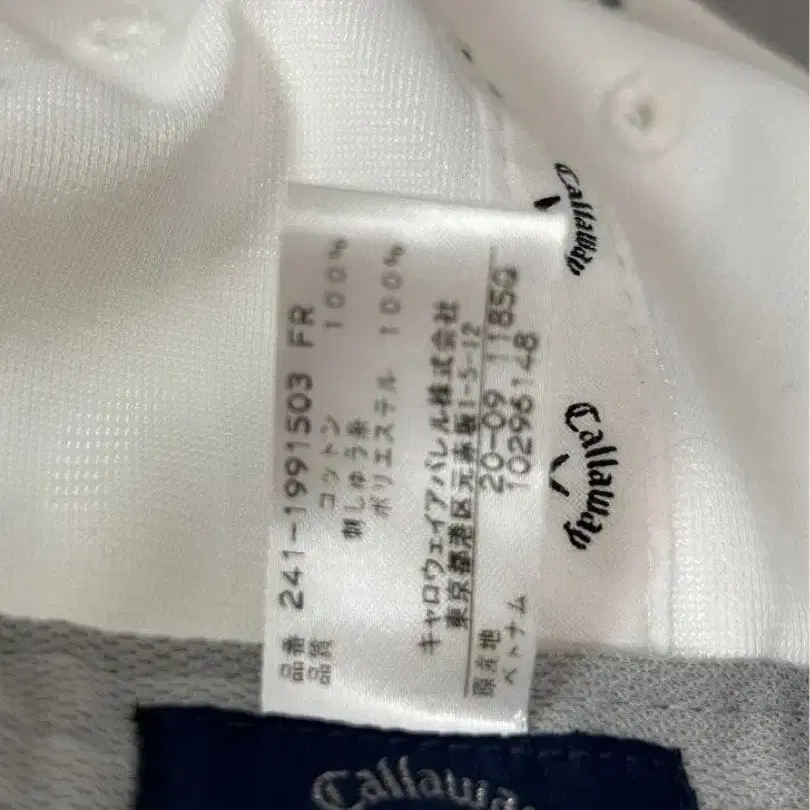 品番 241-1991503 FR
品質 コットン 100%
刺しゅう糸
ポリエステル 100%
キャロウェイアパレル株式会社
東京都港区元赤坂1-5-12
原産地 20-09 1185Q
ベトナム 10296148
Callaway
Callaway
Callaway